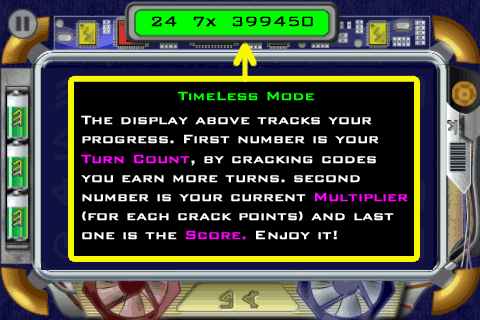 24 7x 399450
TimeLess Mode
The display above tracks your
progress. First number is your
Turn Count, by cracking codes
you earn more turns. second
number is your current Multiplier
(for each crack points) and last
one is the Score. Enjoy it!